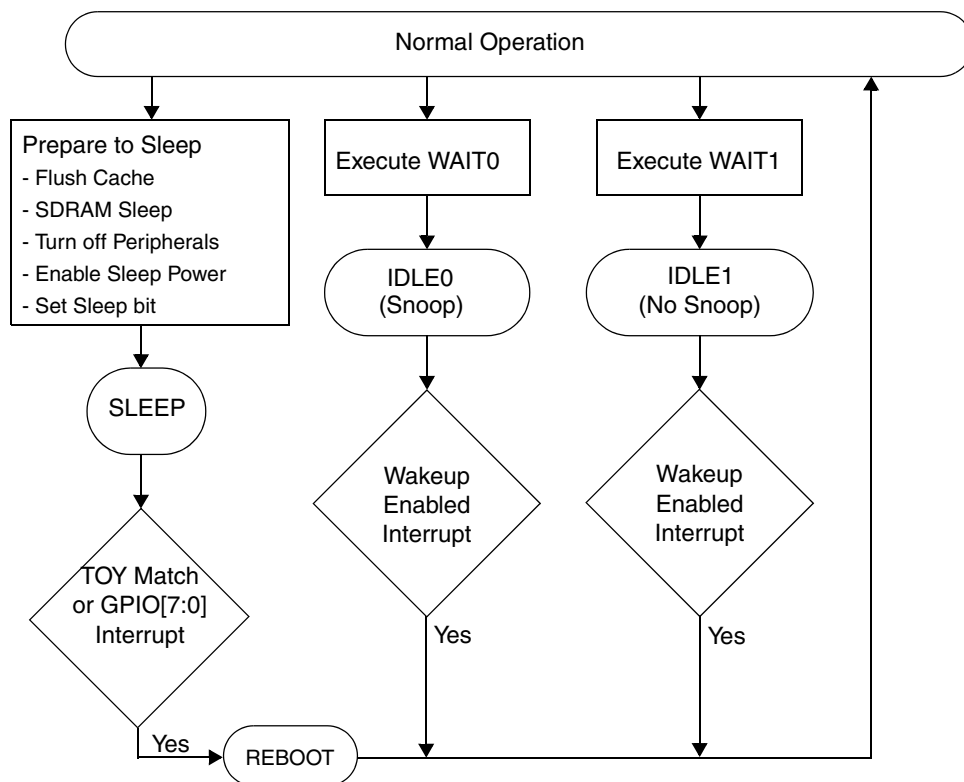 Normal Operation
Prepare to Sleep
- Flush Cache
- SDRAM Sleep
- Turn off Peripherals
- Enable Sleep Power
- Set Sleep bit
SLEEP
TOY Match
or GPIO[7:0]
Interrupt
Yes
REBOOT
Execute WAIT0
IDLE0
(Snoop)
Wakeup
Enabled
Interrupt
Yes
Execute WAIT1
IDLE1
(No Snoop)
Wakeup
Enabled
Interrupt
Yes